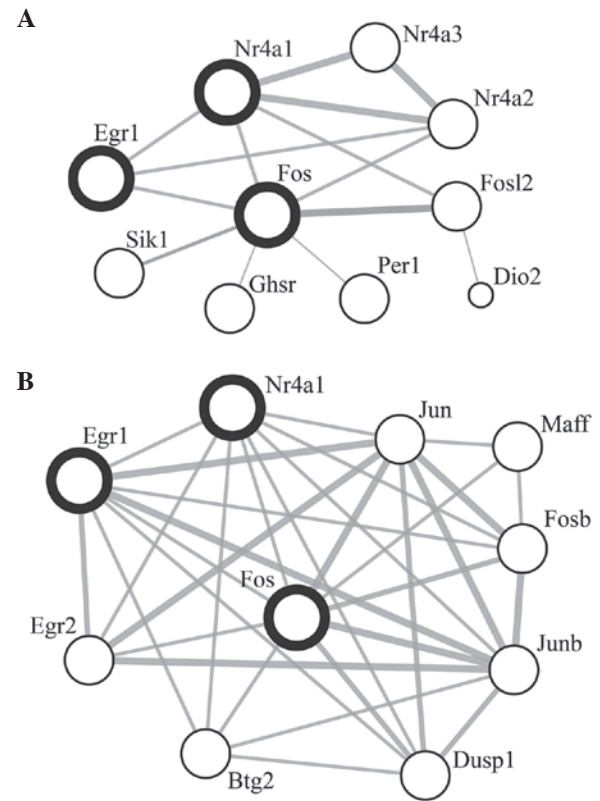 A
Nr4a3
Nr4a1
Nr4a2
Egr1
Fos
Fosl2
Sik1
Ghsr
Per1
Dio2
B
Nr4a1
Jun
Maff
Egr1
Fosb
Fos
Egr2
Junb
Dusp1
Btg2